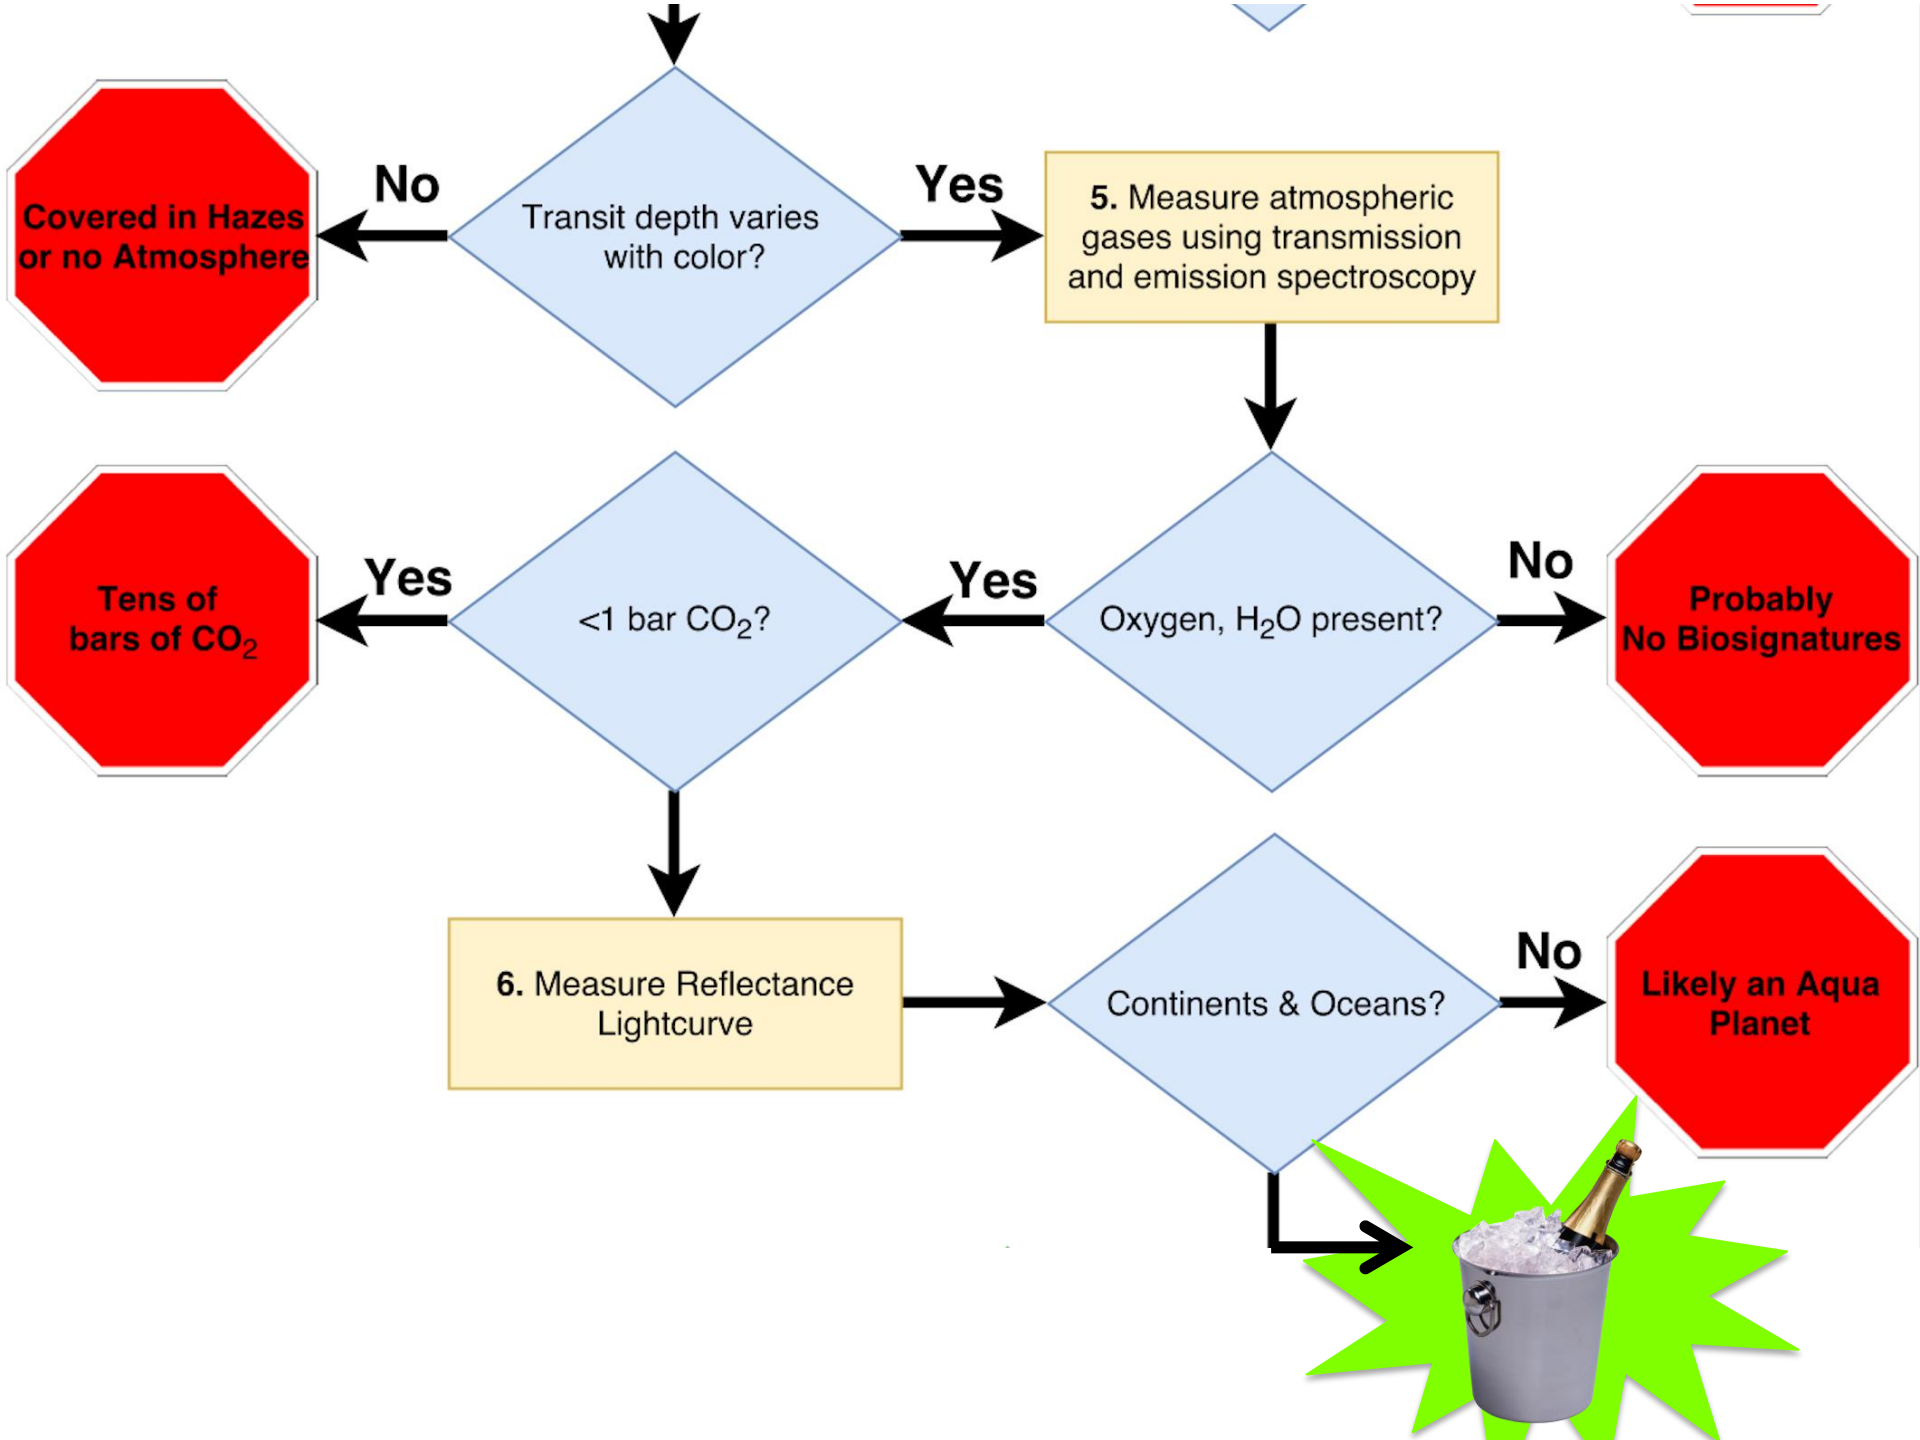 No
Yes
Covered in Hazes
or no Atmosphere
Transit depth varies
with color?
5. Measure atmospheric
gases using transmission
and emission spectroscopy
Yes
Yes
No
Tens of
bars of CO₂
<1 bar CO₂?
Oxygen, H₂O present?
Probably
No Biosignatures
No
6. Measure Reflectance
Lightcurve
Continents & Oceans?
Likely an Aqua
Planet